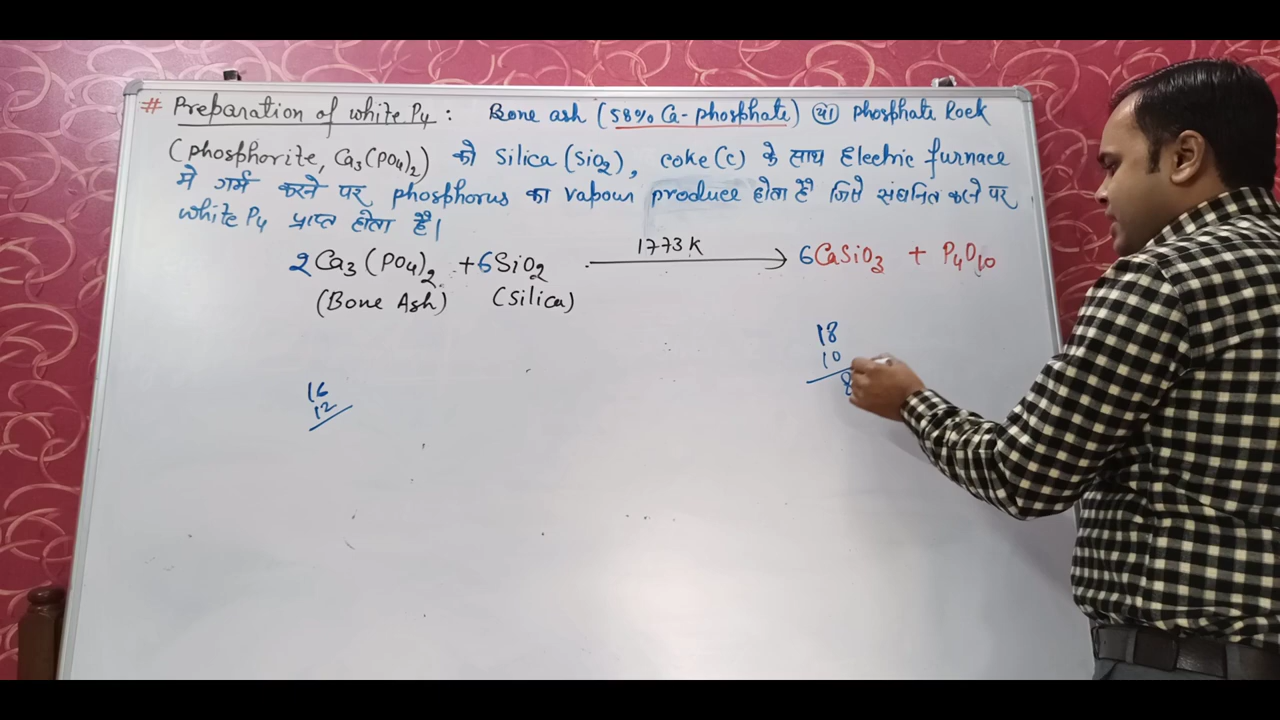 # Preparation of white P₄ : Bone ash (58% Ca-phosphate) या phosphate Rock
(phosphorite, Ca₃(PO₄)₂) को silica (SiO₂), coke (c) के साथ Electric furnace
मे गर्म करने पर phosphorus का vapour produce होता है जिसे संघनित करने पर
white P₄ प्राप्त होता है।
2Ca₃(PO₄)₂ + 6SiO₂ 1773 K → 6CaSiO₃ + P₄O₁₀
(Bone Ash) (Silica)
18
10
8
16
12